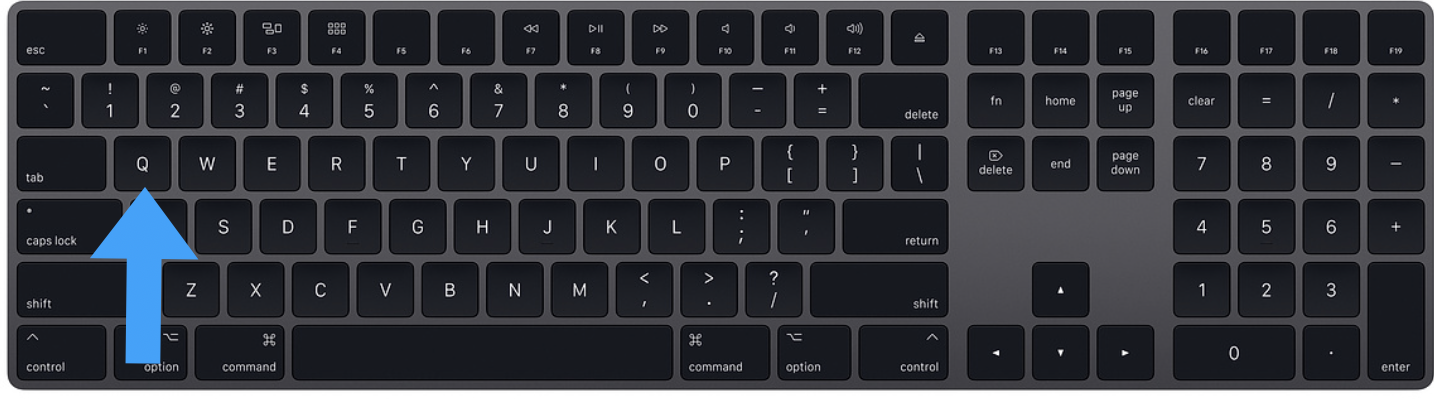 esc F1 F2 F3 F4 F5 F6 F7 F8 F9 F10 F11 F12 F13 F14 F15 F16 F17 F18 F19
~ ! @ # $ % ^ & * ( ) — +
` 1 2 3 4 5 6 7 8 9 0 - = delete fn home page up clear = / *
tab Q W E R T Y U I O P { [ } ] | \ delete end page down 7 8 9 −
caps lock S D F G H J K L : ; " ' return 4 5 6 +
shift Z X C V B N M < , > . ? / shift 1 2 3
control option command command option control 0 . enter